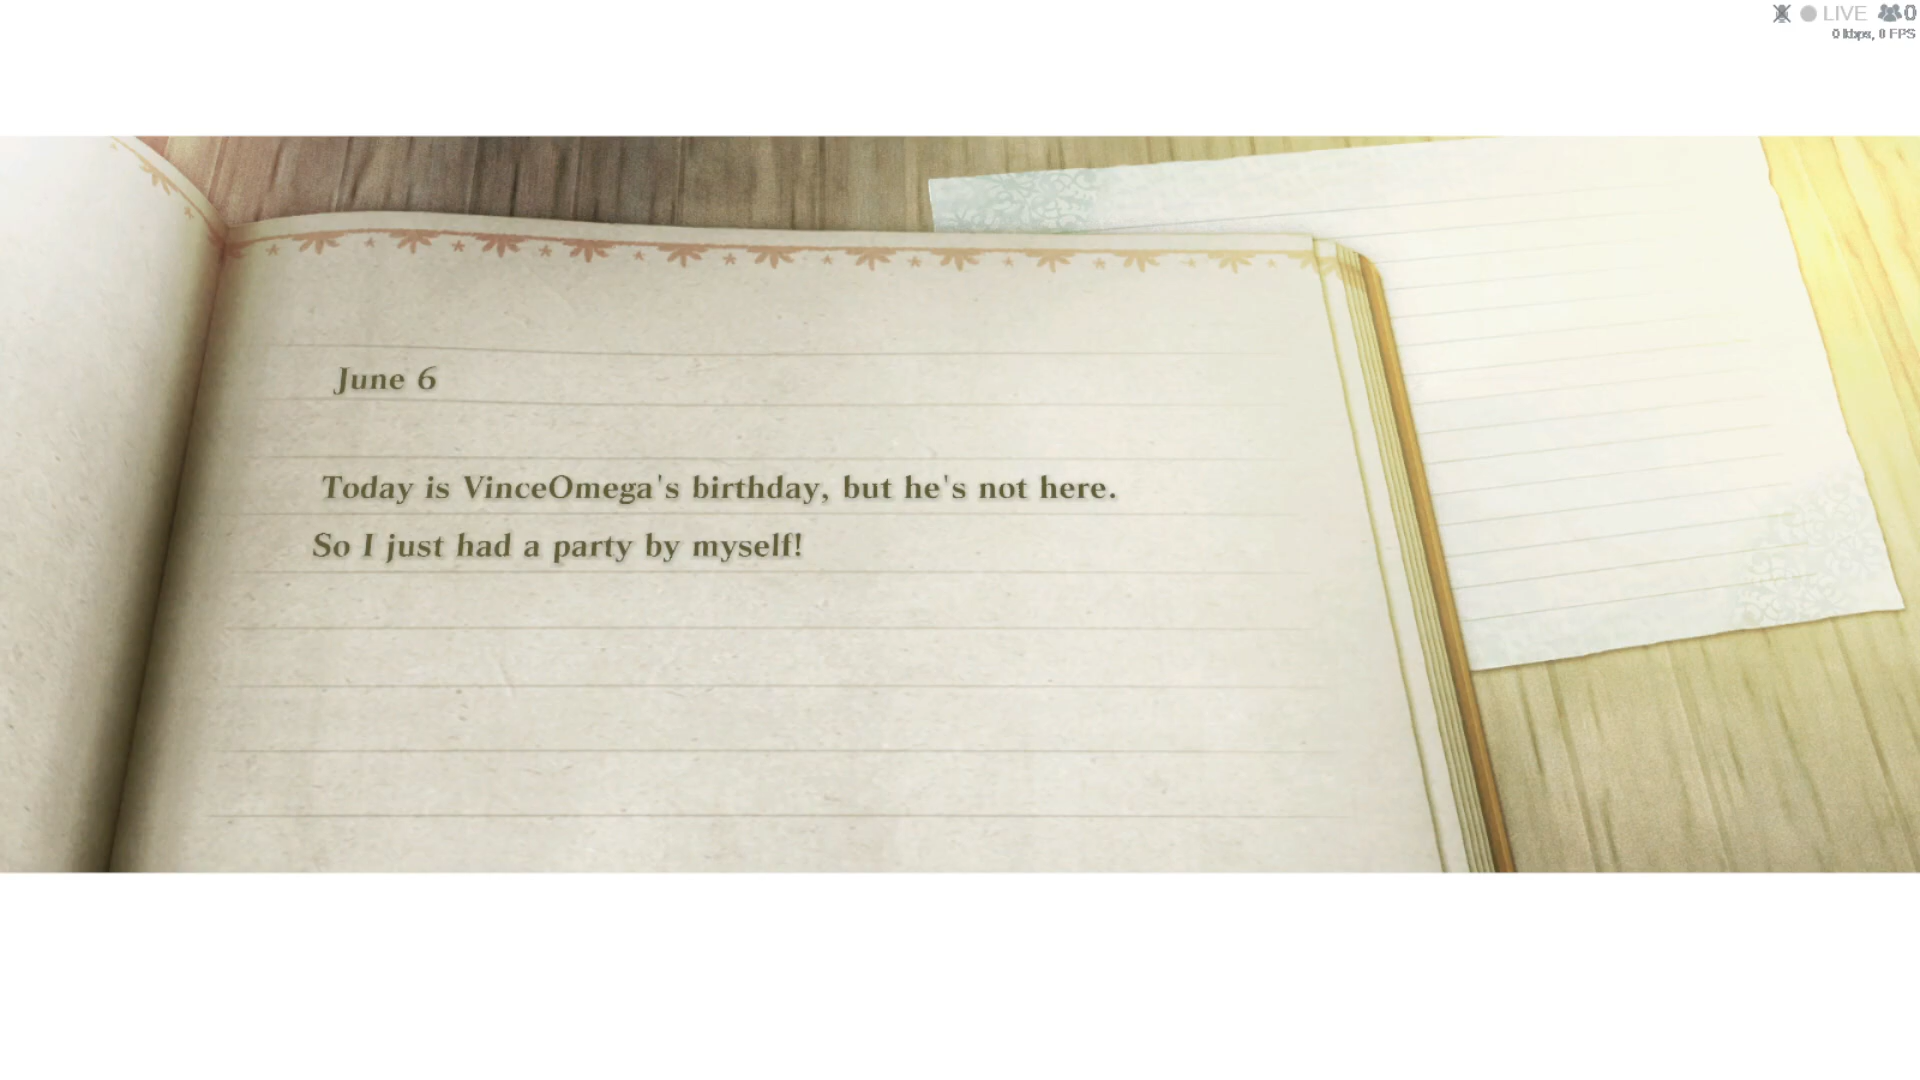 LIVE 0
0 kbps, 0 FPS
June 6
Today is VinceOmega's birthday, but he's not here.
So I just had a party by myself!